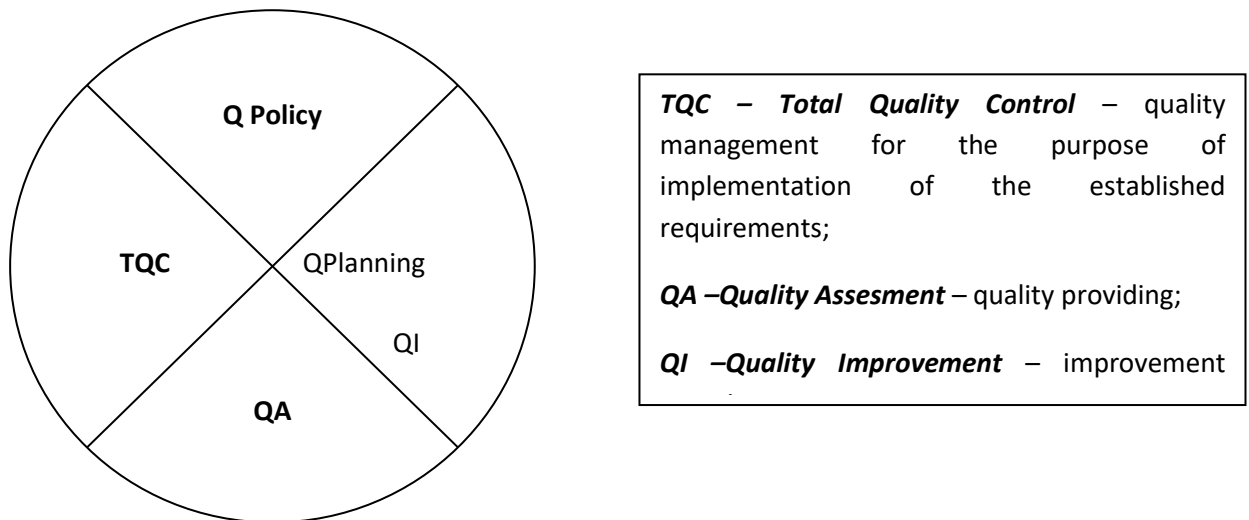 Q Policy
TQC
QPlanning
QI
QA
TQC – Total Quality Control – quality
management for the purpose of
implementation of the established
requirements;
QA –Quality Assesment – quality providing;
QI –Quality Improvement – improvement